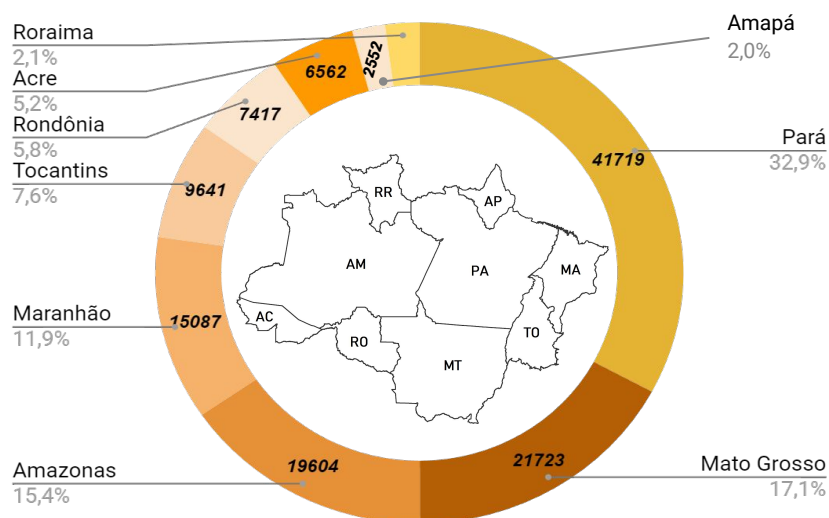 Roraima
2,1%
Acre
5,2%
Rondônia
5,8%
Tocantins
7,6%
Maranhão
11,9%
Amazonas
15,4%
Amapá
2,0%
Pará
32,9%
Mato Grosso
17,1%
6562
2552
7417
9641
15087
19604
21723
41719
RR
AP
AM
PA
MA
AC
RO
TO
MT